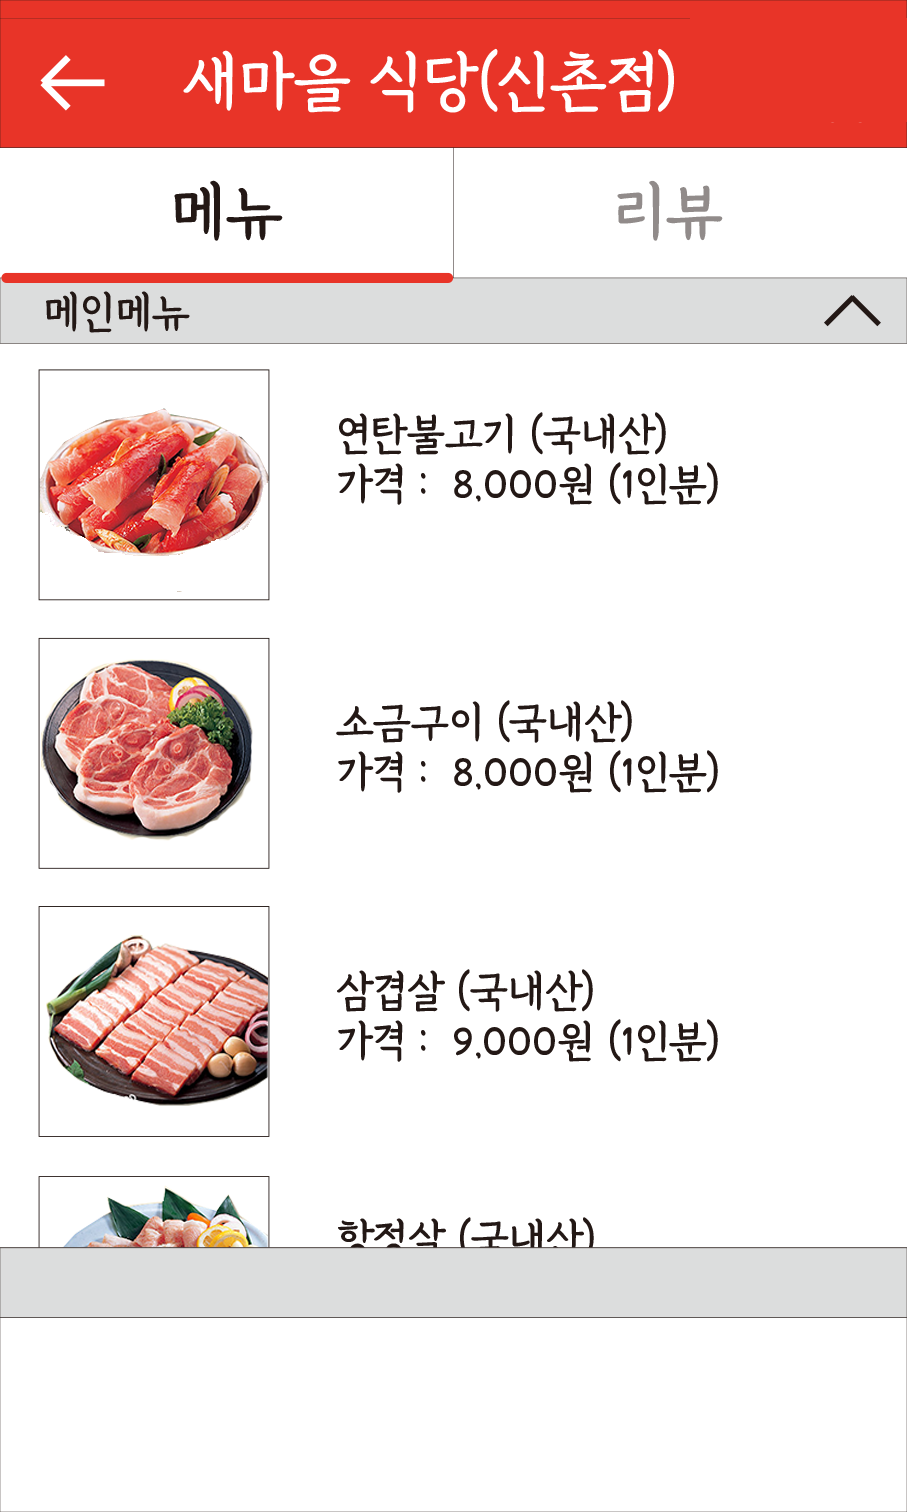 새마을 식당(신촌점)
메뉴
리뷰
메인메뉴
연탄불고기 (국내산)
가격 : 8,000원 (1인분)
소금구이 (국내산)
가격 : 8,000원 (1인분)
삼겹살 (국내산)
가격 : 9,000원 (1인분)
항정살 (국내산)